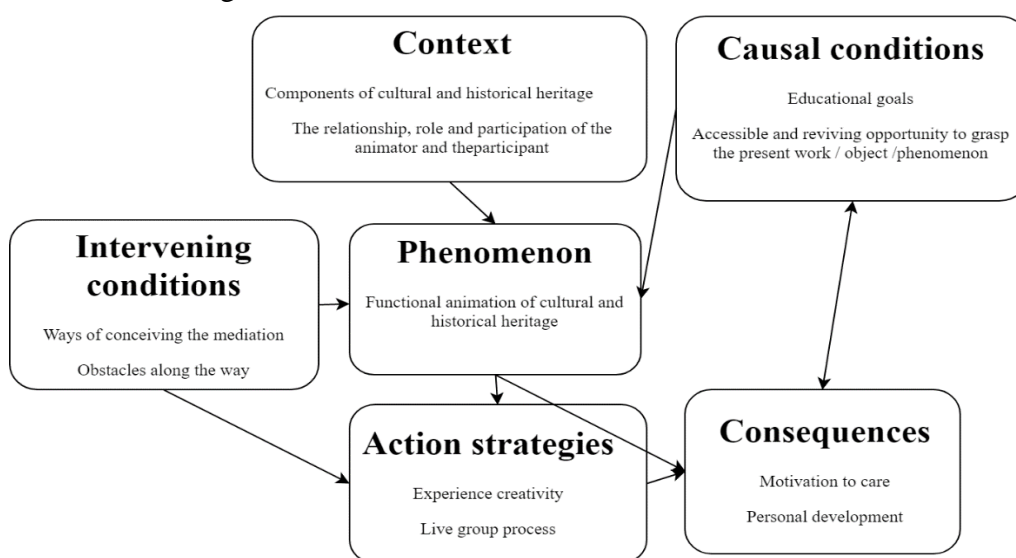 Context
Components of cultural and historical heritage
The relationship, role and participation of the
animator and theparticipant
Causal conditions
Educational goals
Accessible and reviving opportunity to grasp
the present work / object /phenomenon
Intervening
conditions
Ways of conceiving the mediation
Obstacles along the way
Phenomenon
Functional animation of cultural and
historical heritage
Action strategies
Experience creativity
Live group process
Consequences
Motivation to care
Personal development